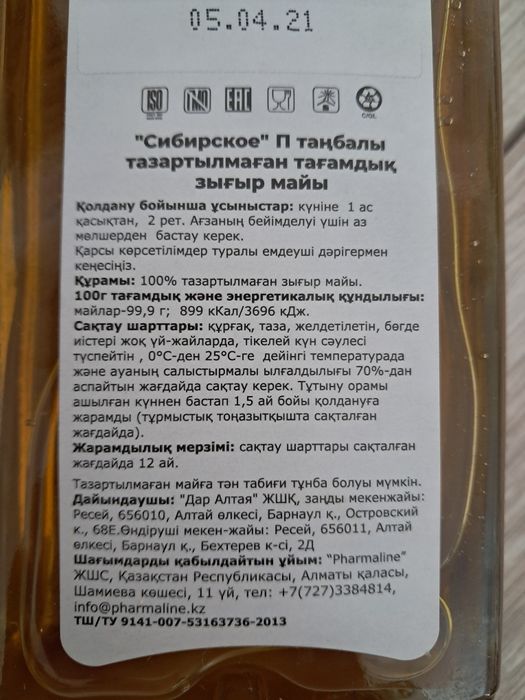 05.04.21
ISO
ЕАС
C/GL
"Сибирское" П таңбалы
тазартылмаған тағамдық
зығыр майы
Қолдану бойынша ұсыныстар: күніне 1 ас
қасықтан, 2 рет. Ағзаның бейімделуі үшін аз
мөлшерден бастау керек.
Қарсы көрсетілімдер туралы емдеуші дәрігермен
кеңесіңіз.
Құрамы: 100% тазартылмаған зығыр майы.
100г тағамдық және энергетикалық құндылығы:
майлар-99,9 г; 899 кКал/3696 кДж.
Сақтау шарттары: құрғақ, таза, желдетілетін, бөгде
иістері жоқ үй-жайларда, тікелей күн сәулесі
түспейтін , 0°С-ден 25°С-ге дейінгі температурада
және ауаның салыстырмалы ылғалдылығы 70%-дан
аспайтын жағдайда сақтау керек. Тұтыну орамы
ашылған күннен бастап 1,5 ай бойы қолдануға
жарамды (тұрмыстық тоңазытқышта сақталған
жағдайда).
Жарамдылық мерзімі: сақтау шарттары сақталған
жағдайда 12 ай.
Тазартылмаған майға тән табиғи тұнба болуы мүмкін.
Дайындаушы: "Дар Алтая" ЖШҚ, заңды мекенжайы:
Ресей, 656010, Алтай өлкесі, Барнаул қ., Островский
к., 68Е.Өндіруші мекен-жайы: Ресей, 656011, Алтай
өлкесі, Барнаул қ., Бехтерев к-сі, 2Д
Шағымдарды қабылдайтын ұйым: “Pharmaline”
ЖШС, Қазақстан Республикасы, Алматы қаласы,
Шамиева көшесі, 11 үй, тел: +7(727)3384814,
info@pharmaline.kz
ТШ/ТУ 9141-007-53163736-2013